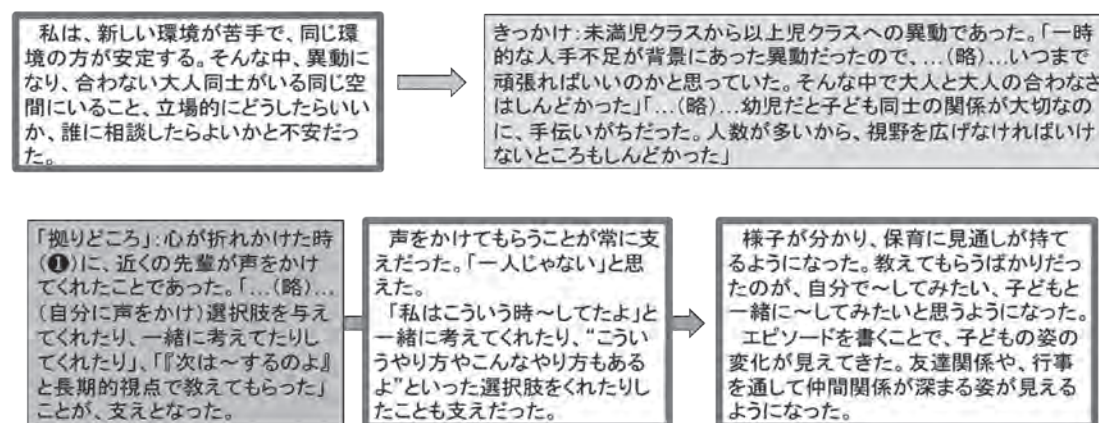 私は、新しい環境が苦手で、同じ環
境の方が安定する。そんな中、異動に
なり、合わない大人同士がいる同じ空
間にいること、立場的にどうしたらいい
か、誰に相談したらよいかと不安だっ
た。
きっかけ：未満児クラスから以上児クラスへの異動であった。「一時
的な人手不足が背景にあった異動だったので、…(略)…いつまで
頑張ればいいのかと思っていた。そんな中で大人と大人の合わなさ
はしんどかった」「…(略)…幼児だと子ども同士の関係が大切なの
に、手伝いがちだった。人数が多いから、視野を広げなければいけ
ないところもしんどかった」
「拠りどころ」：心が折れかけた時
(❶)に、近くの先輩が声をかけ
てくれたことであった。「…(略)…
(自分に声をかけ)選択肢を与え
てくれたり、一緒に考えてたりし
てくれたり」、「『次は～するのよ』
と長期的視点で教えてもらった」
ことが、支えとなった。
声をかけてもらうことが常に支
えだった。「一人じゃない」と思
えた。
「私はこういう時～してたよ」と
一緒に考えてくれたり、“こうい
うやり方やこんなやり方もある
よ”といった選択肢をくれたりし
たことも支えだった。
様子が分かり、保育に見通しが持て
るようになった。教えてもらうばかりだっ
たのが、自分で～してみたい、子どもと
一緒に～してみたいと思うようになった。
エピソードを書くことで、子どもの姿の
変化が見えてきた。友達関係や、行事
を通して仲間関係が深まる姿が見える
ようになった。